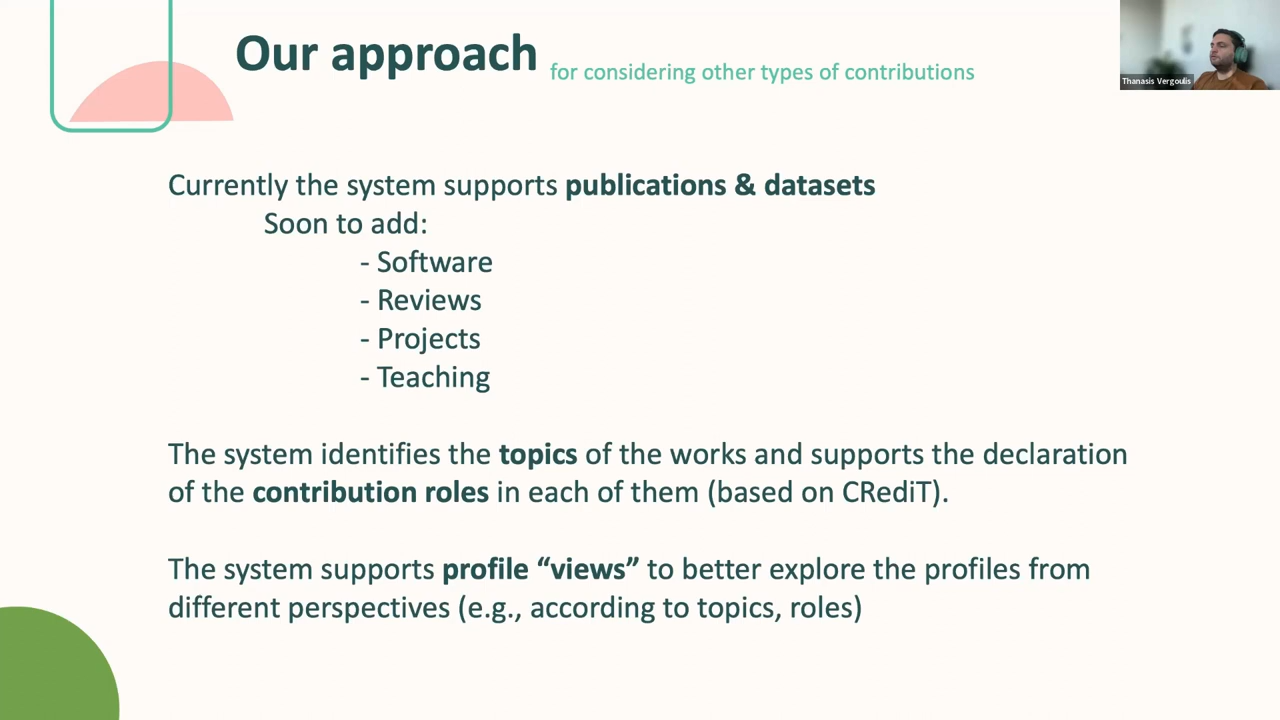 Our approach for considering other types of contributions
Thanasis Vergoulis
Currently the system supports publications & datasets
Soon to add:
- Software
- Reviews
- Projects
- Teaching
The system identifies the topics of the works and supports the declaration
of the contribution roles in each of them (based on CRediT).
The system supports profile “views” to better explore the profiles from
different perspectives (e.g., according to topics, roles)